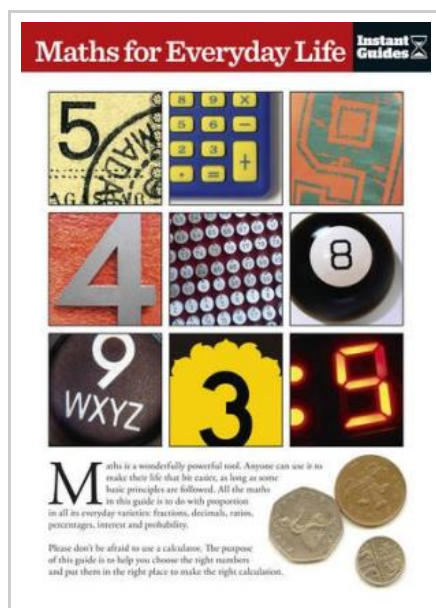 Maths for Everyday Life
Instant
Guides
5
MADA
AG
8 9 ×
5 6 −
2 3 +
• =
9
4
8
9
WXYZ
3
:9
Maths is a wonderfully powerful tool. Anyone can use it to
make their life that bit easier, as long as some
basic principles are followed. All the maths
in this guide is to do with proportion
in all its everyday varieties: fractions, decimals, ratios,
percentages, interest and probability.
Please don't be afraid to use a calculator. The purpose
of this guide is to help you choose the right numbers
and put them in the right place to make the right calculation.